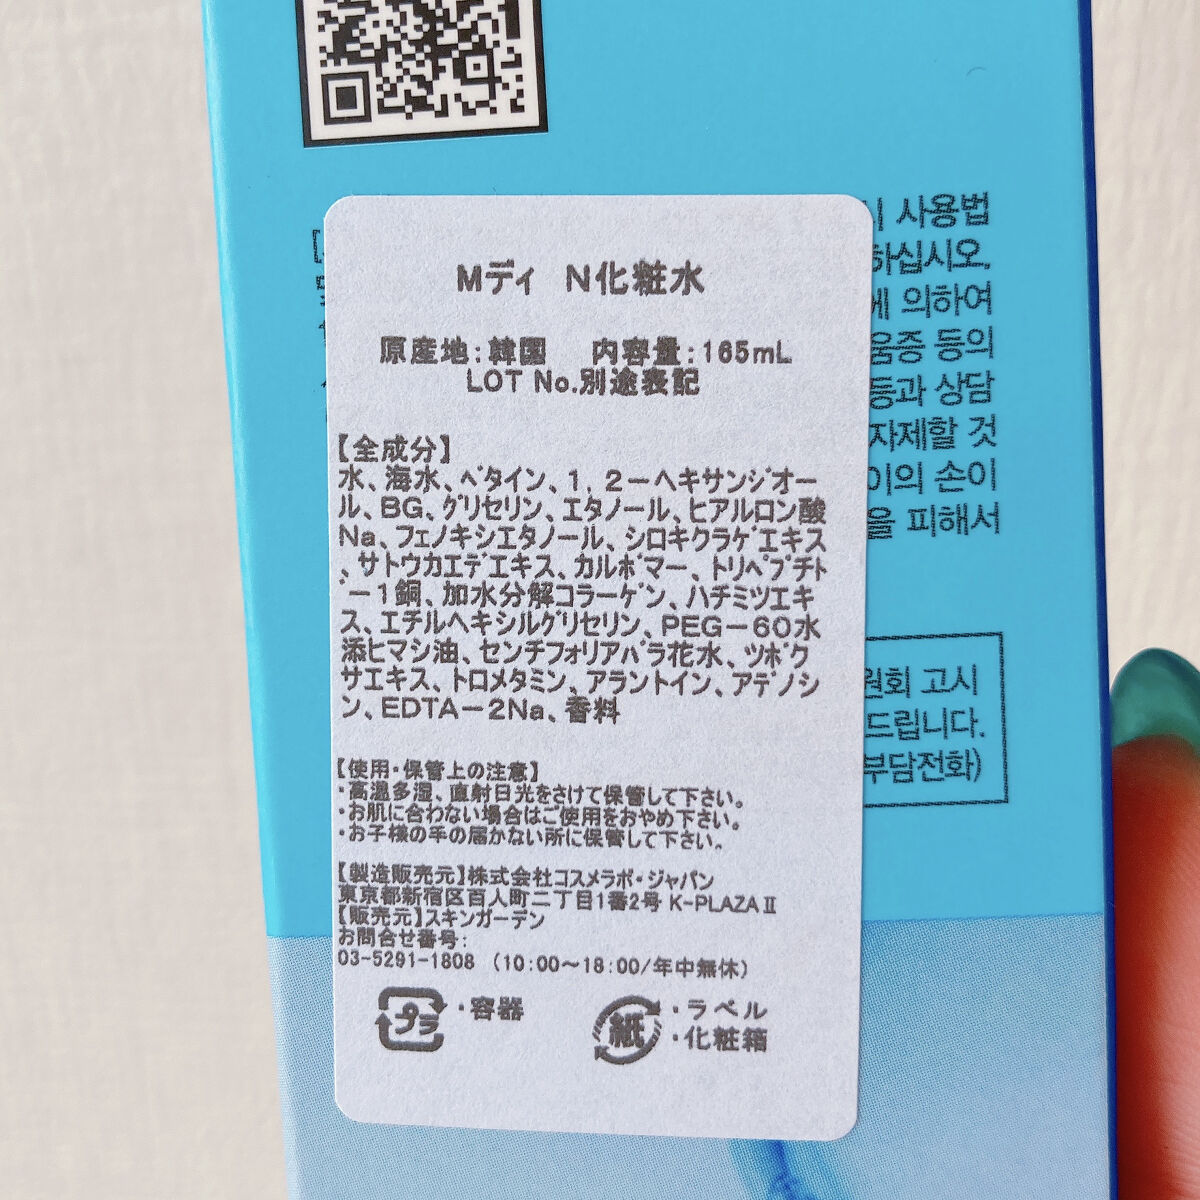 사용법
하십시오.
에 의하여
움증 등의
등과 상담
자제할 것
이의 손이
을 피해서
원회 고시
드립니다.
부담전화)
Mディ N化粧水
原産地:韓国 内容量:165mL
LOT No.別途表記
【全成分】
水、海水、ベタイン、1,2-ヘキサンジオー
ル、BG、グリセリン、エタノール、ヒアルロン酸
Na、フェノキシエタノール、シロキクラゲエキス
、サトウカエデエキス、カルボマー、トリペプチト
゛-1銅、加水分解コラーゲン、ハチミツエキ
ス、エチルヘキシルグリセリン、PEG-60水
添ヒマシ油、センチフォリアバラ花水、ツボク
サエキス、トロメタミン、アラントイン、アデノシ
ン、EDTA-2Na、香料
【使用・保管上の注意】
・高温多湿、直射日光をさけて保管して下さい。
・お肌に合わない場合はご使用をおやめ下さい。
・お子様の手の届かない所に保管して下さい。
【製造販売元】株式会社コスメラボ・ジャパン
東京都新宿区百人町二丁目1番2号 K-PLAZAⅡ
【販売元】スキンガーデン
お問合せ番号:
03-5291-1808 (10:00~18:00/年中無休)
プラ ・容器
紙 ・ラベル
・化粧箱